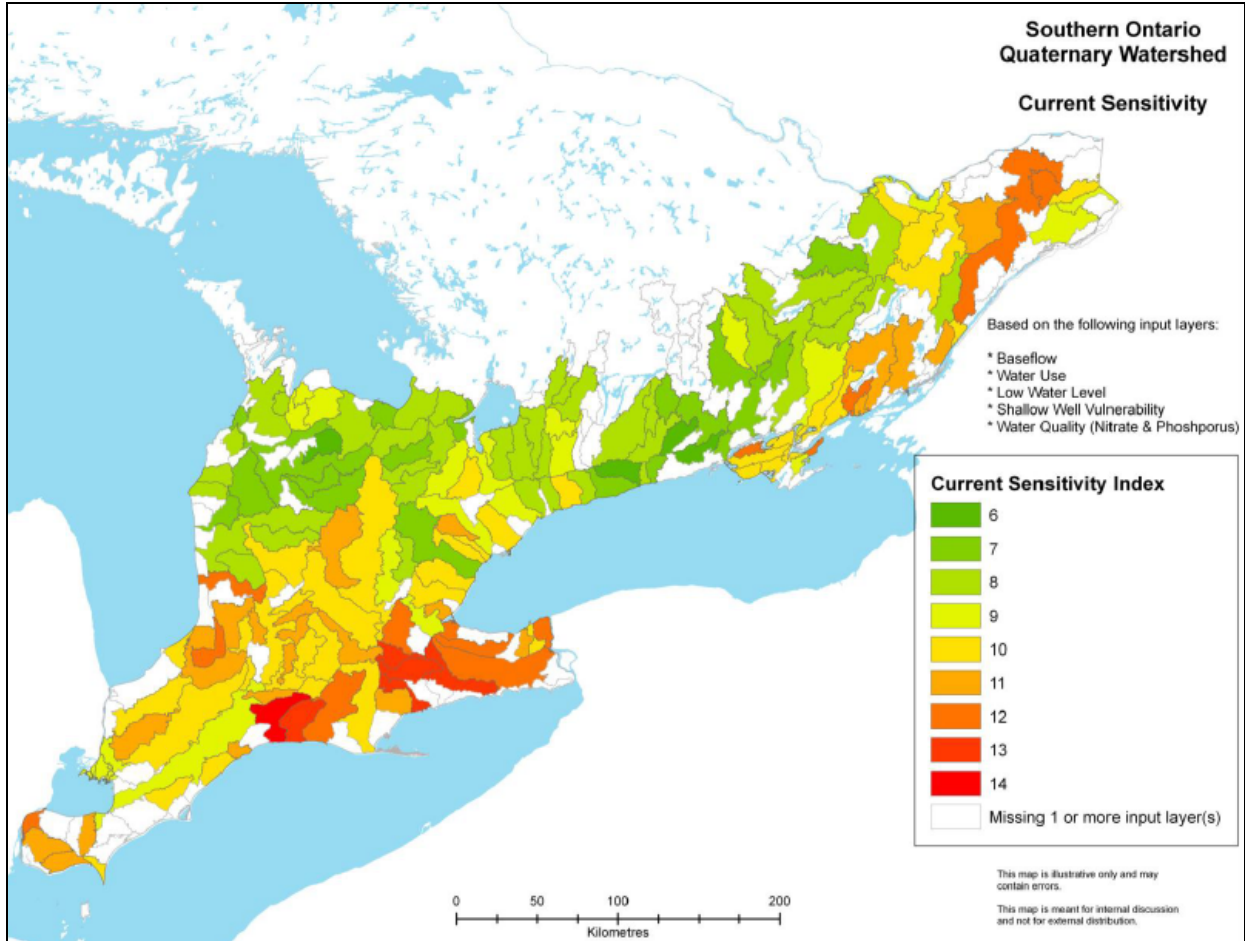 Southern Ontario
Quaternary Watershed
Current Sensitivity
Based on the following input layers:
* Baseflow
* Water Use
* Low Water Level
* Shallow Well Vulnerability
* Water Quality (Nitrate & Phoshporus)
Current Sensitivity Index
6
7
8
9
10
11
12
13
14
Missing 1 or more input layer(s)
This map is illustrative only and may
contain errors.
This map is meant for internal discussion
and not for external distribution.
0 50 100 200
Kilometres